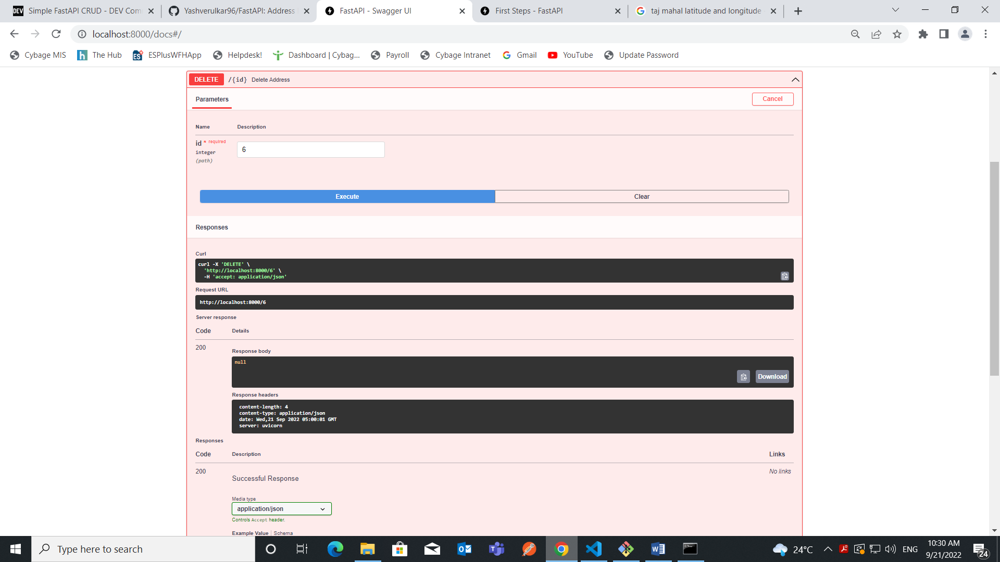 DEV Simple FastAPI CRUD - DEV Com
Yashverulkar96/FastAPI: Address
FastAPI - Swagger UI
First Steps - FastAPI
taj mahal latitude and longitude
localhost:8000/docs#/
Cybage MIS
The Hub
ESPlusWFHApp
Helpdesk!
Dashboard | Cybag...
Payroll
Cybage Intranet
Gmail
YouTube
Update Password
DELETE /{id} Delete Address
Parameters
Cancel
Name Description
id * required
integer
(path)
6
Execute
Clear
Responses
Curl
curl -X 'DELETE' \
'http://localhost:8000/6' \
-H 'accept: application/json'
Request URL
http://localhost:8000/6
Server response
Code Details
200
Response body
null
Download
Response headers
content-length: 4
content-type: application/json
date: Wed,21 Sep 2022 05:00:01 GMT
server: uvicorn
Responses
Code Description Links
200
Successful Response
No links
Media type
application/json
Controls Accept header.
Example Value Schema
Type here to search
24°C
ENG
10:30 AM
9/21/2022
24